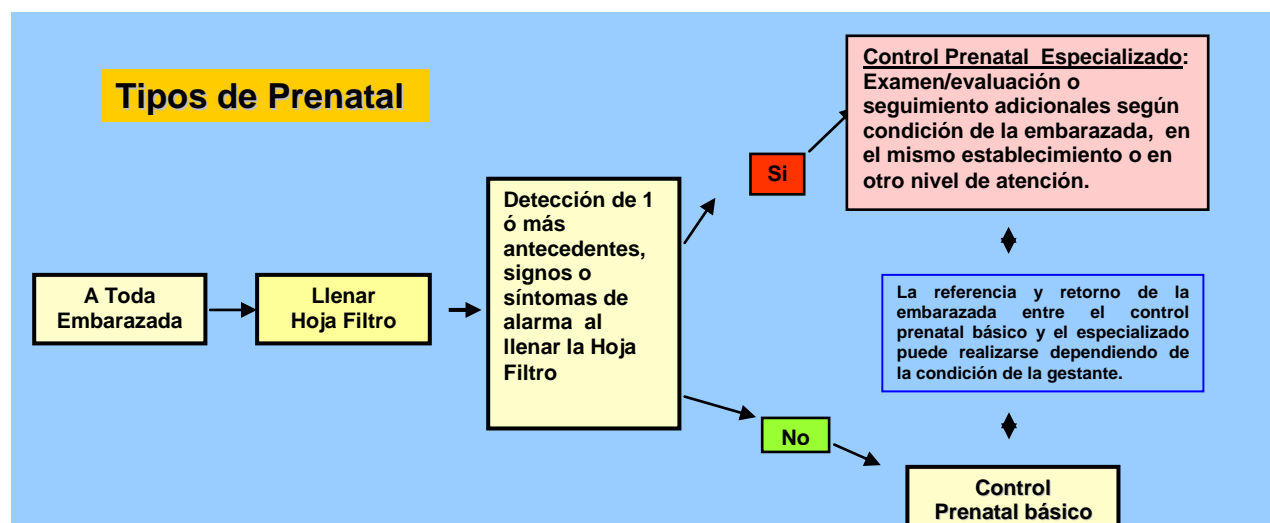 Tipos de Prenatal
A Toda
Embarazada
Llenar
Hoja Filtro
Detección de 1
ó más
antecedentes,
signos o
síntomas de
alarma al
llenar la Hoja
Filtro
Si
Control Prenatal Especializado:
Examen/evaluación o
seguimiento adicionales según
condición de la embarazada, en
el mismo establecimiento o en
otro nivel de atención.
La referencia y retorno de la
embarazada entre el control
prenatal básico y el especializado
puede realizarse dependiendo de
la condición de la gestante.
No
Control
Prenatal básico